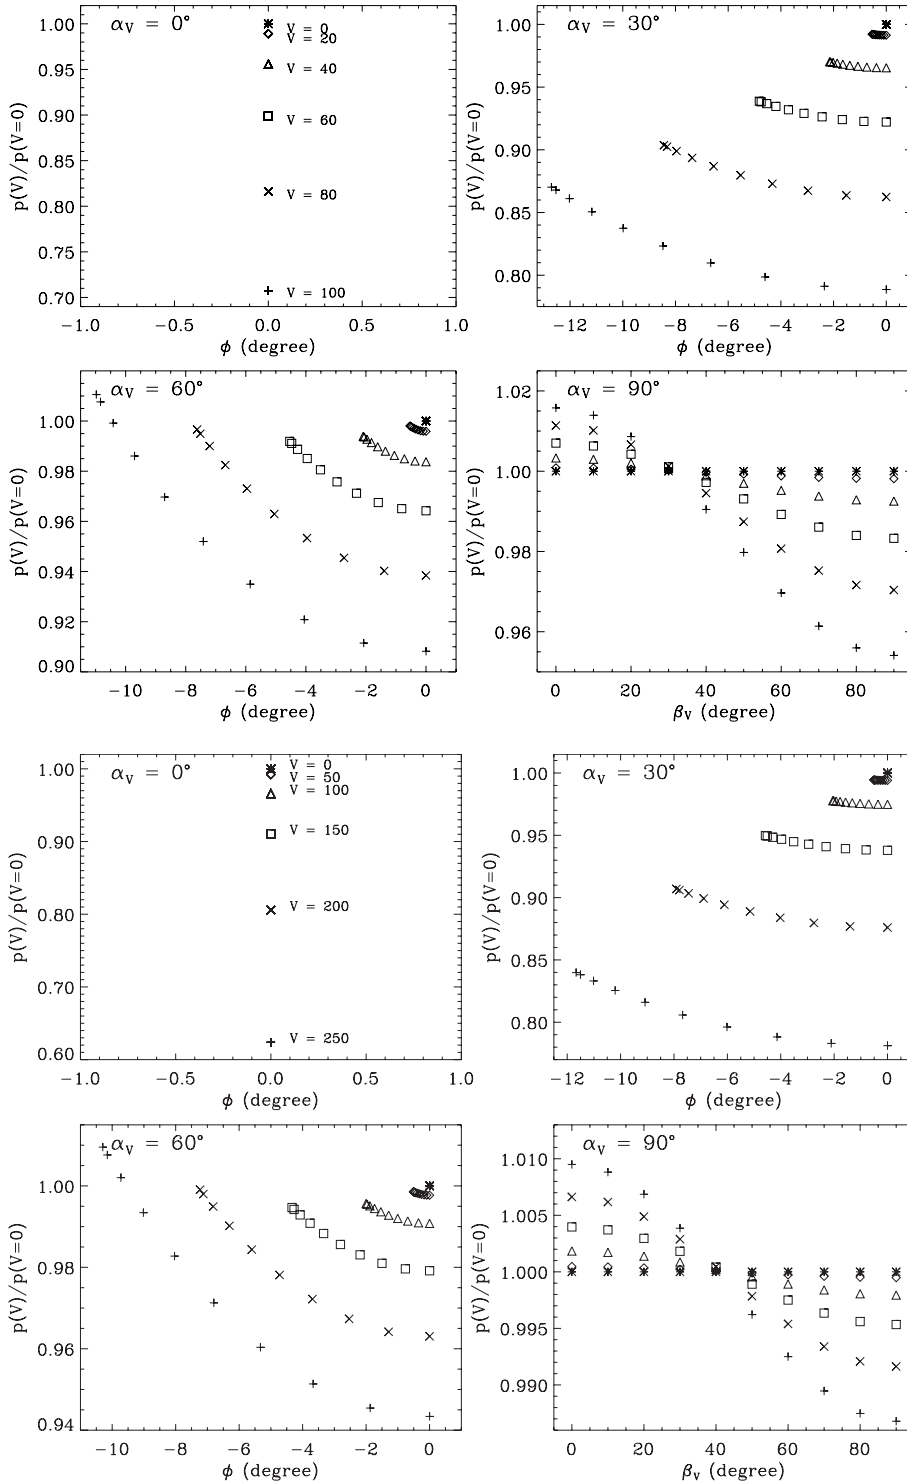 α_V = 0°
V = 0
V = 20
V = 40
V = 60
V = 80
V = 100
1.00
0.95
0.90
0.85
0.80
0.75
0.70
p(V)/p(V=0)
−1.0 −0.5 0.0 0.5 1.0
ϕ (degree)
α_V = 30°
1.00
0.95
0.90
0.85
0.80
p(V)/p(V=0)
−12 −10 −8 −6 −4 −2 0
ϕ (degree)
α_V = 60°
1.00
0.98
0.96
0.94
0.92
0.90
p(V)/p(V=0)
−10 −8 −6 −4 −2 0
ϕ (degree)
α_V = 90°
1.02
1.00
0.98
0.96
p(V)/p(V=0)
0 20 40 60 80
β_V (degree)
α_V = 0°
V = 0
V = 50
V = 100
V = 150
V = 200
V = 250
1.00
0.90
0.80
0.70
0.60
p(V)/p(V=0)
−1.0 −0.5 0.0 0.5 1.0
ϕ (degree)
α_V = 30°
1.00
0.95
0.90
0.85
0.80
p(V)/p(V=0)
−12 −10 −8 −6 −4 −2 0
ϕ (degree)
α_V = 60°
1.00
0.98
0.96
0.94
p(V)/p(V=0)
−10 −8 −6 −4 −2 0
ϕ (degree)
α_V = 90°
1.010
1.005
1.000
0.995
0.990
p(V)/p(V=0)
0 20 40 60 80
β_V (degree)